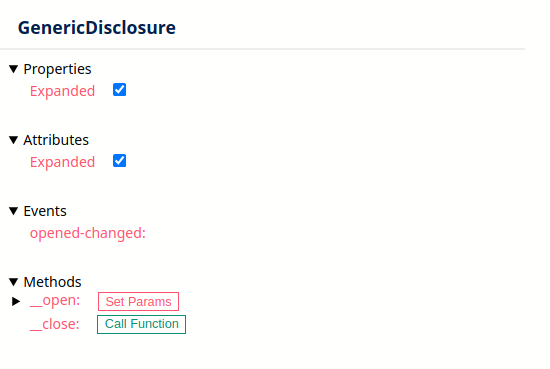 GenericDisclosure
Properties
Expanded
Attributes
Expanded
Events
opened-changed:
Methods
__open: Set Params
__close: Call Function